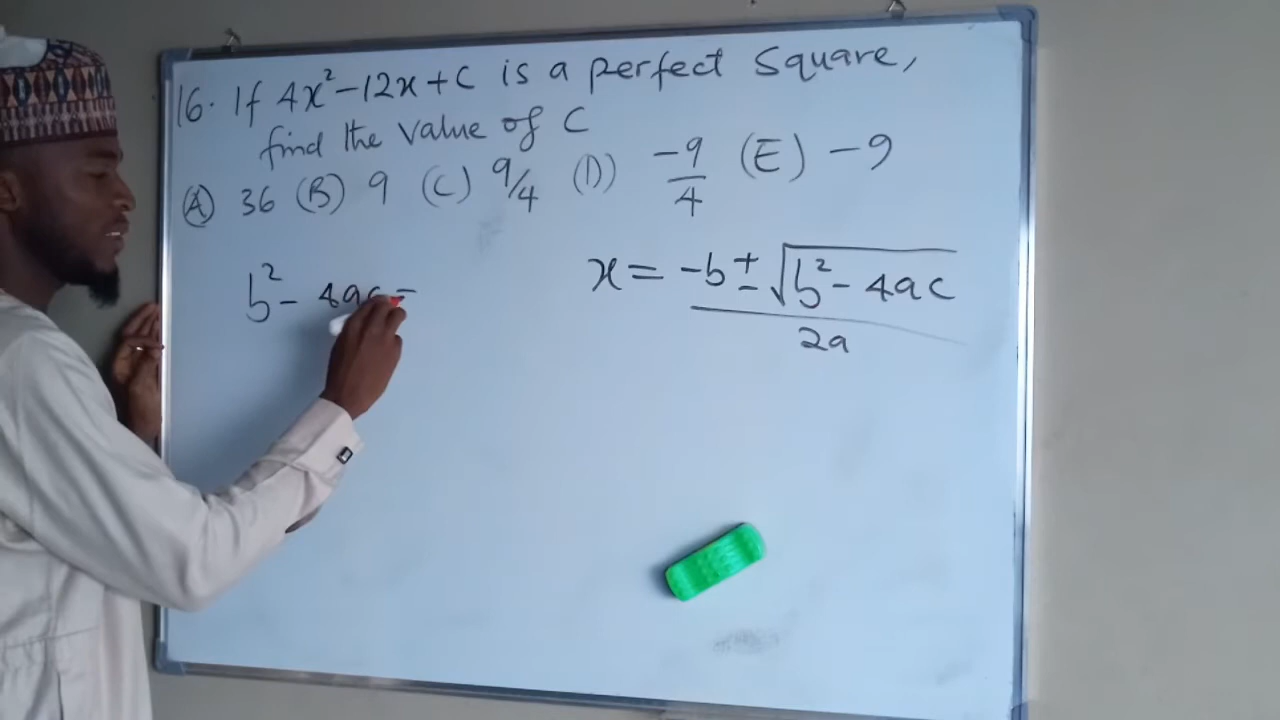 16. If 4x² - 12x + C is a perfect square,
find the value of C
(A) 36 (B) 9 (C) 9/4 (D) -9/4 (E) -9
b² - 4ac =
x = -b ± √b² - 4ac
2a